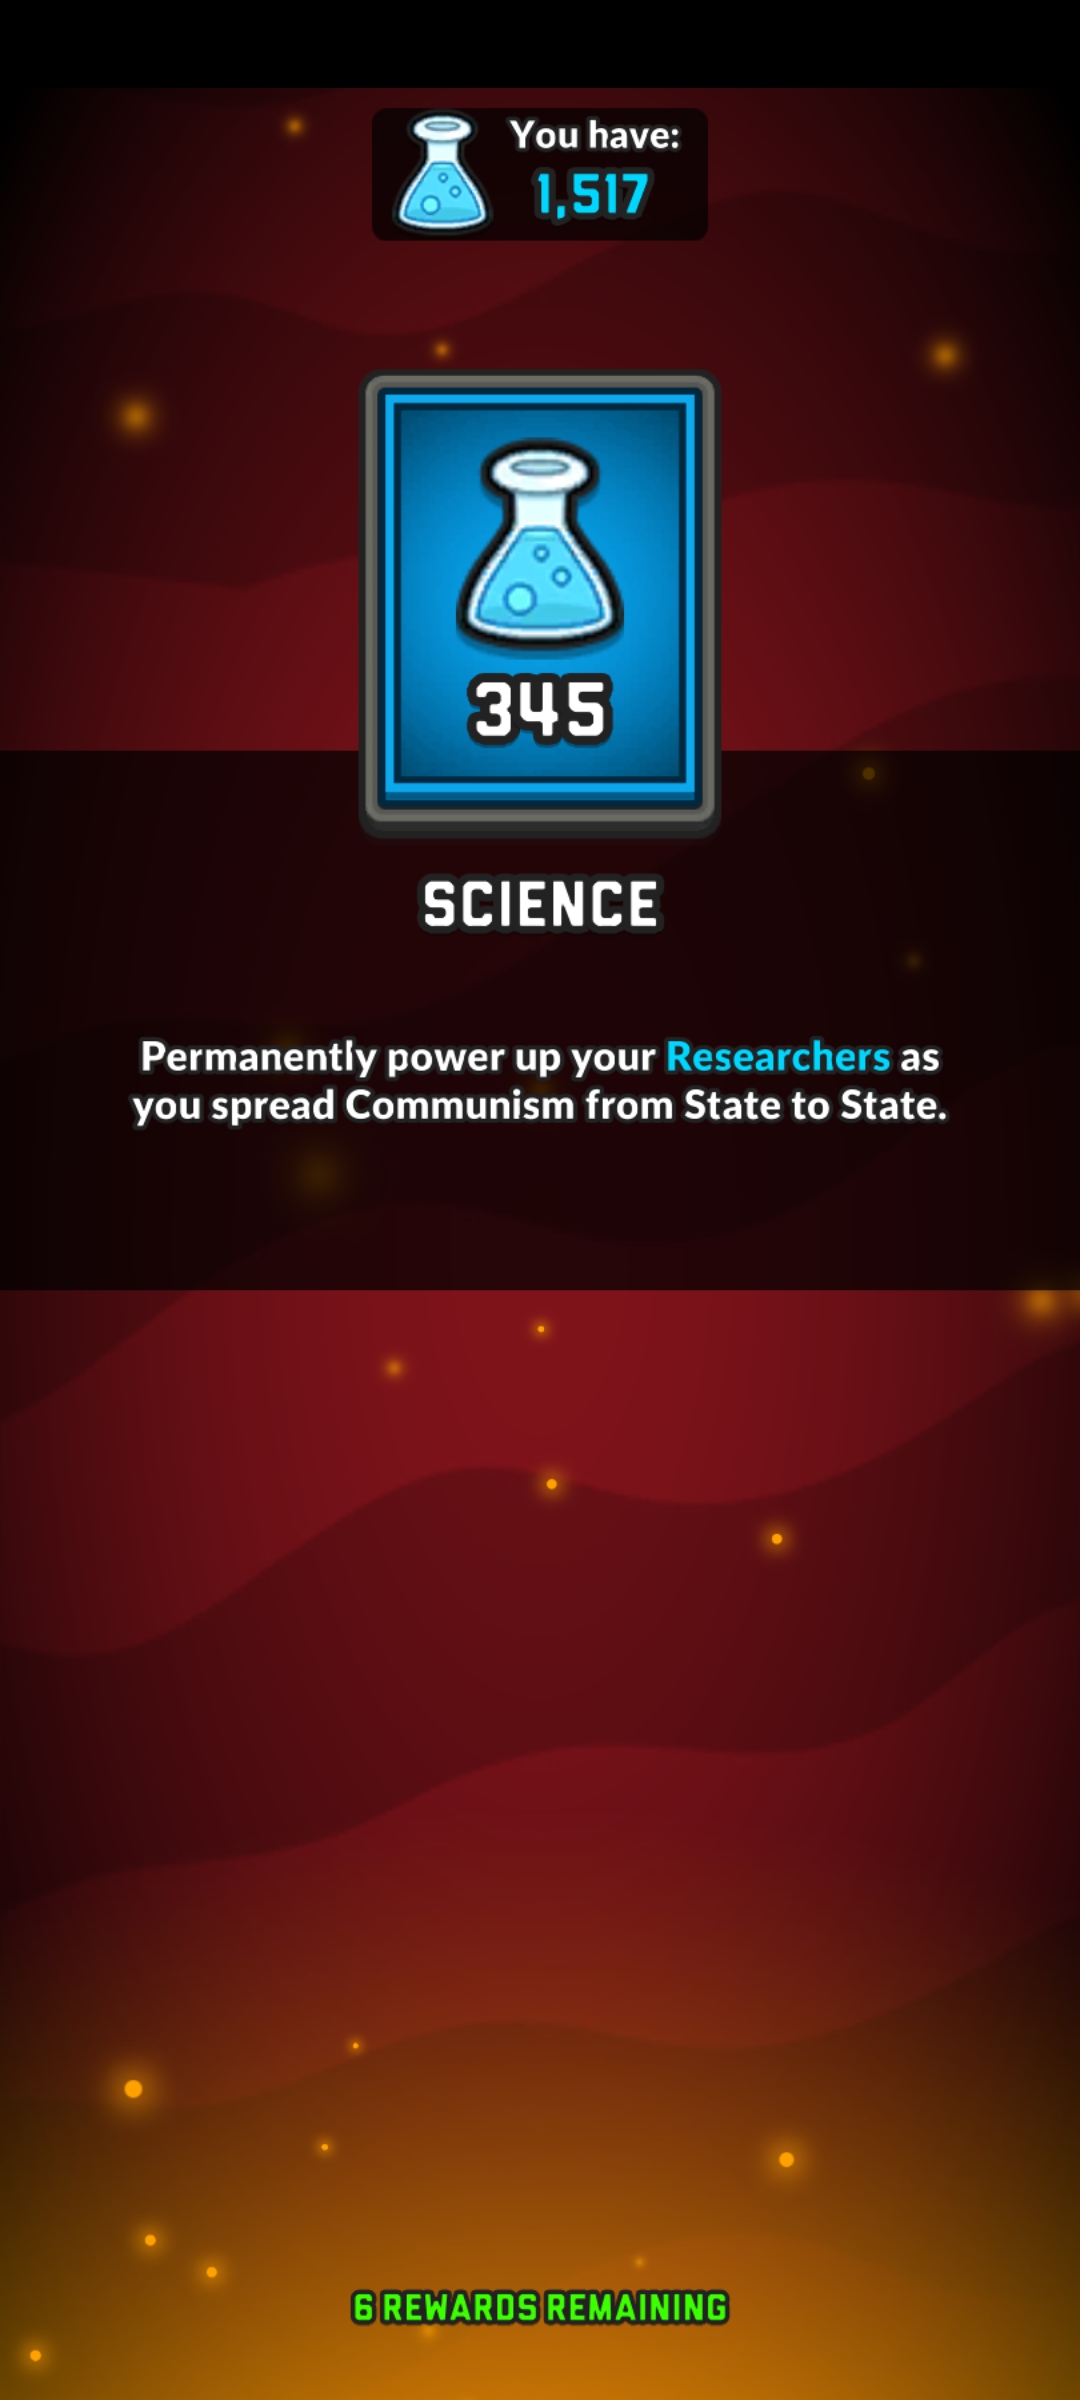 You have:
1,517
345
SCIENCE
Permanently power up your Researchers as
you spread Communism from State to State.
6 REWARDS REMAINING